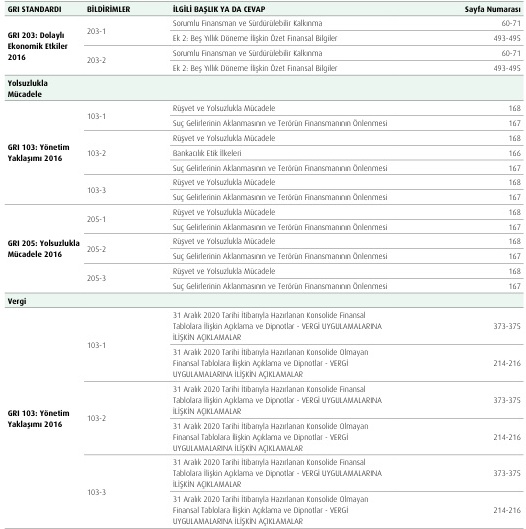 GRI STANDARDI BİLDİRİMLER İLGİLİ BAŞLIK YA DA CEVAP Sayfa Numarası
GRI 203: Dolaylı Ekonomik Etkiler 2016
203-1
Sorumlu Finansman ve Sürdürülebilir Kalkınma 60-71
Ek 2: Beş Yıllık Döneme İlişkin Özet Finansal Bilgiler 493-495
203-2
Sorumlu Finansman ve Sürdürülebilir Kalkınma 60-71
Ek 2: Beş Yıllık Döneme İlişkin Özet Finansal Bilgiler 493-495
Yolsuzlukla
Mücadele
GRI 103: Yönetim
Yaklaşımı 2016
103-1
Rüşvet ve Yolsuzlukla Mücadele 168
Suç Gelirlerinin Aklanmasının ve Terörün Finansmanının Önlenmesi 167
103-2
Rüşvet ve Yolsuzlukla Mücadele 168
Bankacılık Etik İlkeleri 166
Suç Gelirlerinin Aklanmasının ve Terörün Finansmanının Önlenmesi 167
103-3
Rüşvet ve Yolsuzlukla Mücadele 168
Suç Gelirlerinin Aklanmasının ve Terörün Finansmanının Önlenmesi 167
GRI 205: Yolsuzlukla
Mücadele 2016
205-1
Rüşvet ve Yolsuzlukla Mücadele 168
Suç Gelirlerinin Aklanmasının ve Terörün Finansmanının Önlenmesi 167
205-2
Rüşvet ve Yolsuzlukla Mücadele 168
Suç Gelirlerinin Aklanmasının ve Terörün Finansmanının Önlenmesi 167
205-3
Rüşvet ve Yolsuzlukla Mücadele 168
Suç Gelirlerinin Aklanmasının ve Terörün Finansmanının Önlenmesi 167
Vergi
GRI 103: Yönetim
Yaklaşımı 2016
103-1
31 Aralık 2020 Tarihi İtibarıyla Hazırlanan Konsolide Finansal
Tablolara İlişkin Açıklama ve Dipnotlar - VERGİ UYGULAMALARINA
İLİŞKİN AÇIKLAMALAR
373-375
31 Aralık 2020 Tarihi İtibarıyla Hazırlanan Konsolide Olmayan
Finansal Tablolara İlişkin Açıklama ve Dipnotlar - VERGİ
UYGULAMALARINA İLİŞKİN AÇIKLAMALAR
214-216
103-2
31 Aralık 2020 Tarihi İtibarıyla Hazırlanan Konsolide Finansal
Tablolara İlişkin Açıklama ve Dipnotlar - VERGİ UYGULAMALARINA
İLİŞKİN AÇIKLAMALAR
373-375
31 Aralık 2020 Tarihi İtibarıyla Hazırlanan Konsolide Olmayan
Finansal Tablolara İlişkin Açıklama ve Dipnotlar - VERGİ
UYGULAMALARINA İLİŞKİN AÇIKLAMALAR
214-216
103-3
31 Aralık 2020 Tarihi İtibarıyla Hazırlanan Konsolide Finansal
Tablolara İlişkin Açıklama ve Dipnotlar - VERGİ UYGULAMALARINA
İLİŞKİN AÇIKLAMALAR
373-375
31 Aralık 2020 Tarihi İtibarıyla Hazırlanan Konsolide Olmayan
Finansal Tablolara İlişkin Açıklama ve Dipnotlar - VERGİ
UYGULAMALARINA İLİŞKİN AÇIKLAMALAR
214-216